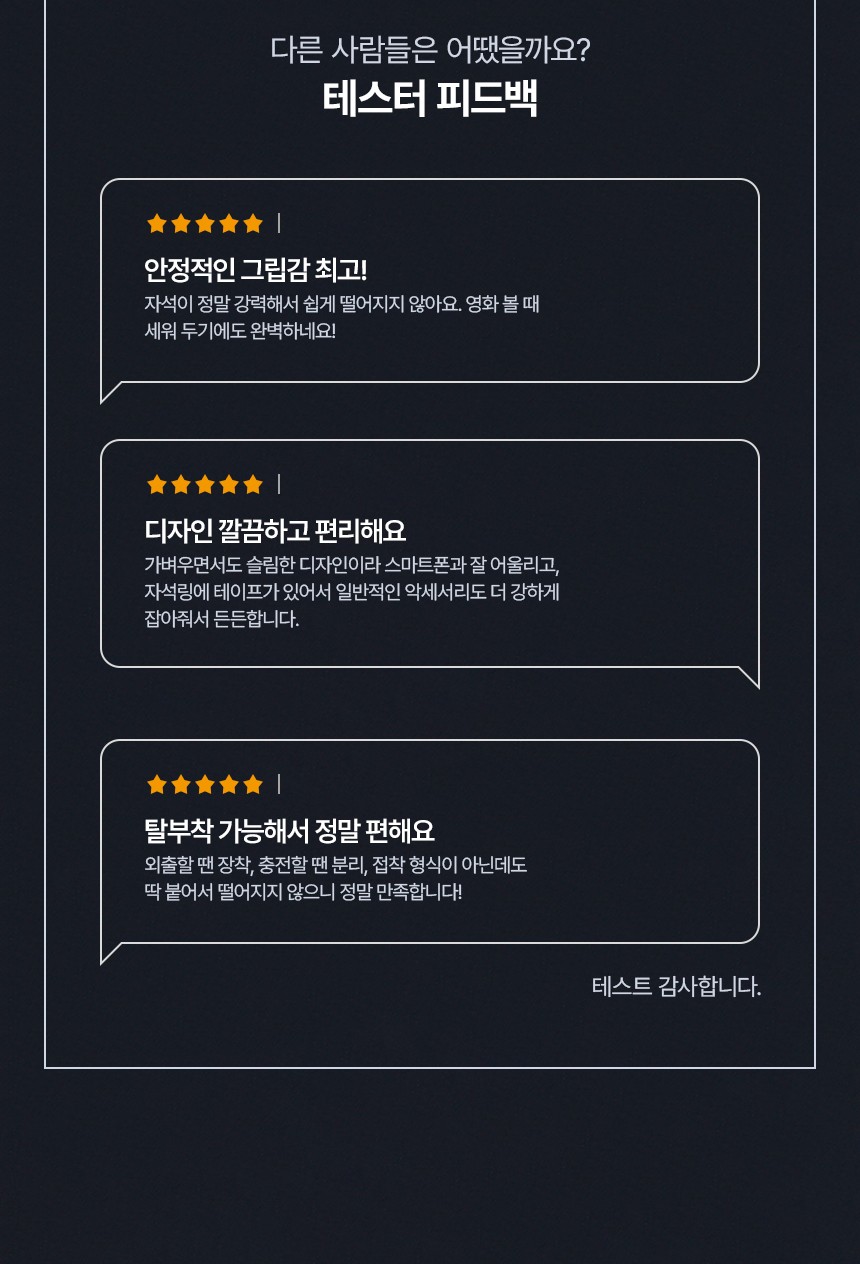 다른 사람들은 어땠을까요?
테스터 피드백
안정적인 그립감 최고!
자석이 정말 강력해서 쉽게 떨어지지 않아요. 영화 볼 때
세워 두기에도 완벽하네요!
디자인 깔끔하고 편리해요
가벼우면서도 슬림한 디자인이라 스마트폰과 잘 어울리고,
자석링에 테이프가 있어서 일반적인 악세서리도 더 강하게
잡아줘서 든든합니다.
탈부착 가능해서 정말 편해요
외출할 땐 장착, 충전할 땐 분리, 접착 형식이 아닌데도
딱 붙어서 떨어지지 않으니 정말 만족합니다!
테스트 감사합니다.